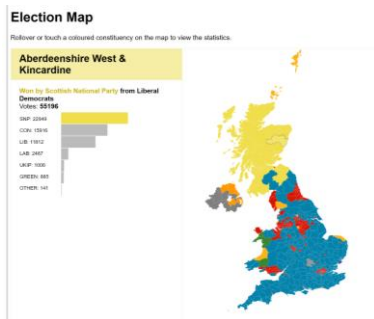 Election Map
Rollover or touch a coloured constituency on the map to view the statistics.
Aberdeenshire West &
Kincardine
Won by Scottish National Party from Liberal
Democrats
Votes: 55196
SNP: 22949
CON: 15916
LIB: 11812
LAB: 2487
UKIP: 1006
GREEN: 885
OTHER: 141